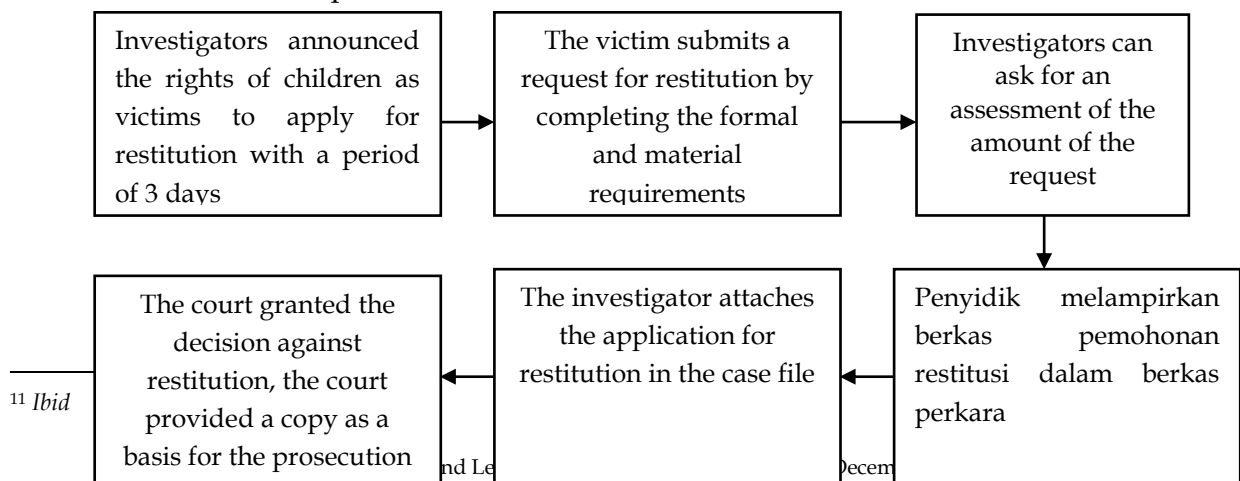 Investigators announced
the rights of children as
victims to apply for
restitution with a period
of 3 days
The victim submits a
request for restitution by
completing the formal
and material
requirements
Investigators can
ask for an
assessment of the
amount of the
request
Penyidik melampirkan
berkas pemohonan
restitusi dalam berkas
perkara
The investigator attaches
the application for
restitution in the case file
The court granted the
decision against
restitution, the court
provided a copy as a
basis for the prosecution
¹¹ Ibid
nd Le
Decem